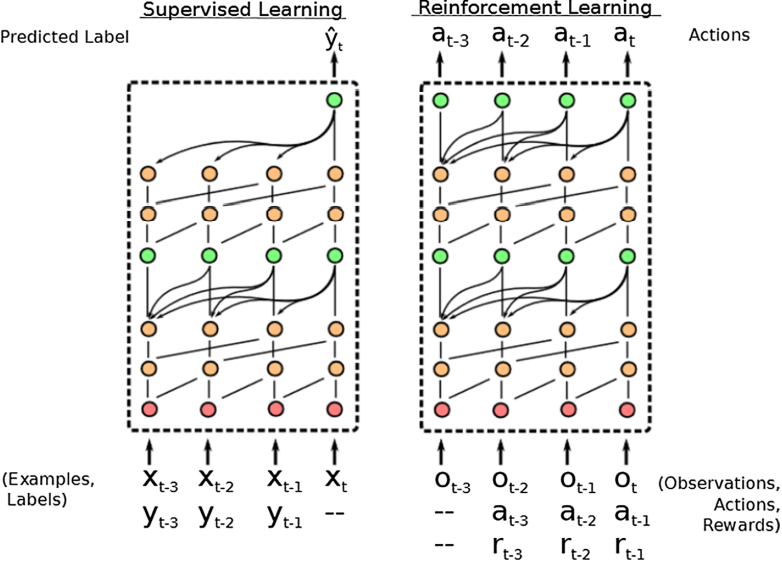 Supervised Learning Reinforcement Learning
Predicted Label ŷt at-3 at-2 at-1 at Actions
(Examples, Labels) xt-3 xt-2 xt-1 xt
yt-3 yt-2 yt-1 --
ot-3 ot-2 ot-1 ot (Observations, Actions, Rewards)
-- at-3 at-2 at-1
-- rt-3 rt-2 rt-1